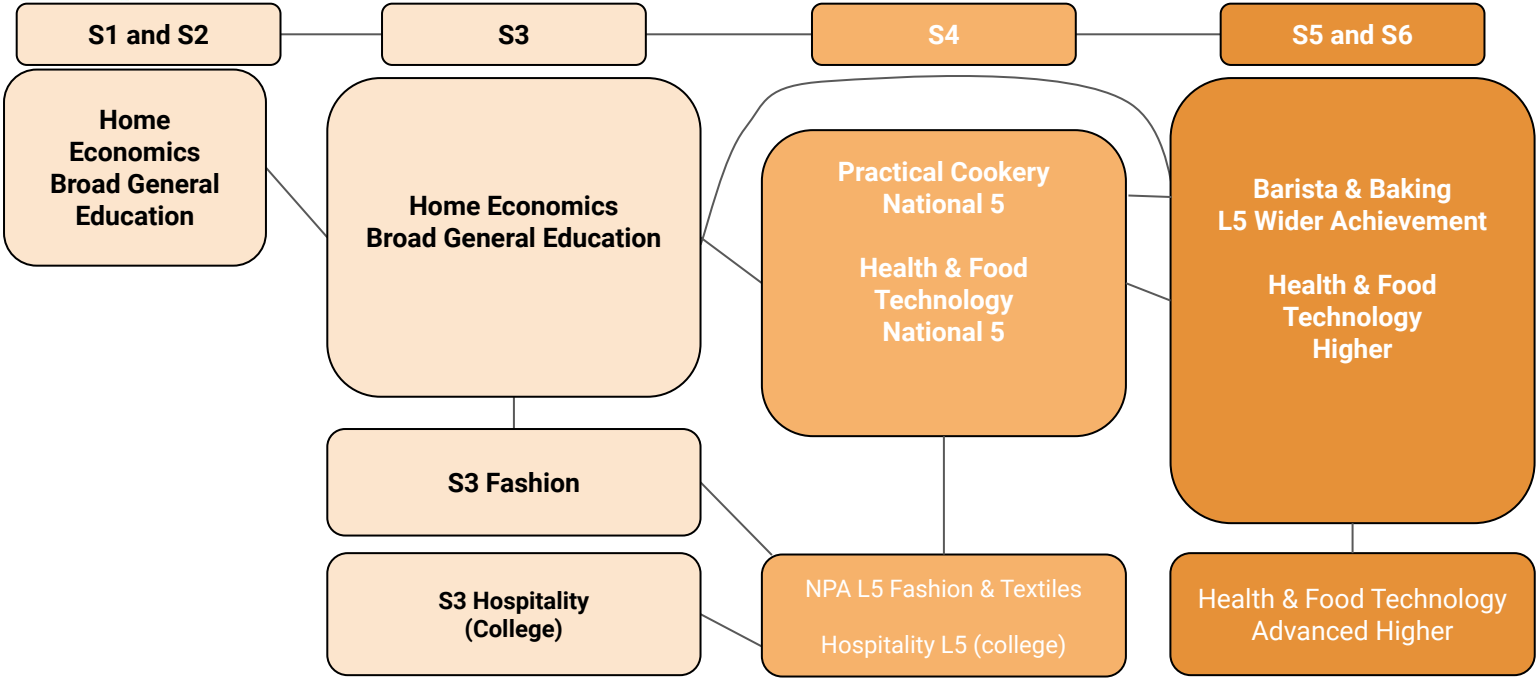 S1 and S2
S3
S4
S5 and S6
Home
Economics
Broad General
Education
Home Economics
Broad General Education
Practical Cookery
National 5
Health & Food
Technology
National 5
Barista & Baking
L5 Wider Achievement
Health & Food
Technology
Higher
S3 Fashion
S3 Hospitality
(College)
NPA L5 Fashion & Textiles
Hospitality L5 (college)
Health & Food Technology
Advanced Higher